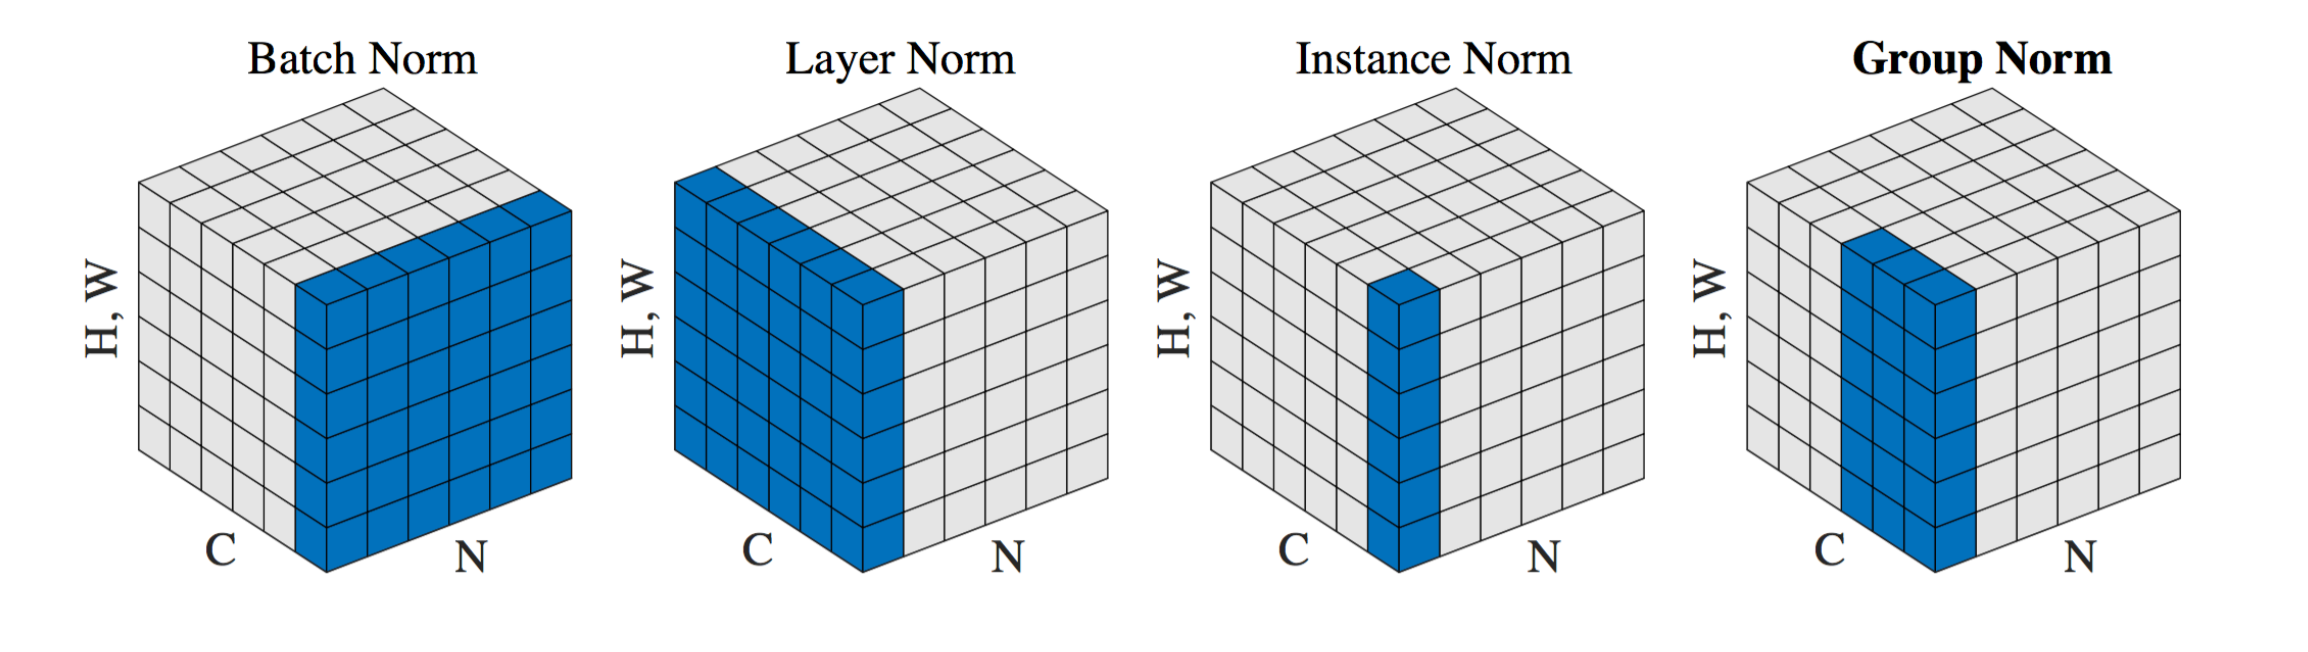 Batch Norm
Layer Norm
Instance Norm
Group Norm
H, W
C
N
H, W
C
N
H, W
C
N
H, W
C
N